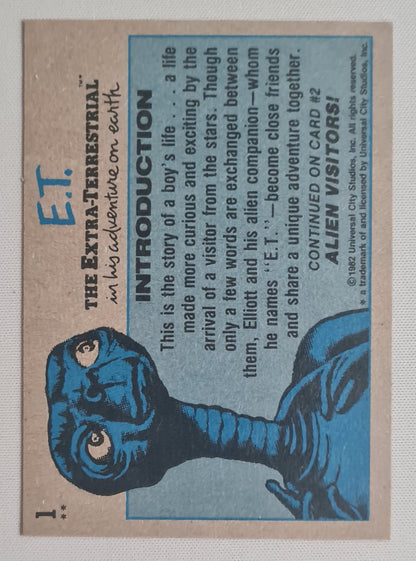 1
**
E.T.
THE EXTRA-TERRESTRIAL™
in his adventure on earth
INTRODUCTION
This is the story of a boy's life . . . . a life
made more curious and exciting by the
arrival of a visitor from the stars. Though
only a few words are exchanged between
them, Elliott and his alien companion—whom
he names "E.T."—become close friends
and share a unique adventure together.
CONTINUED ON CARD #2
ALIEN VISITORS!
©1982 Universal City Studios, Inc. All rights reserved.
* a trademark of and licensed by Universal City Studios, Inc.